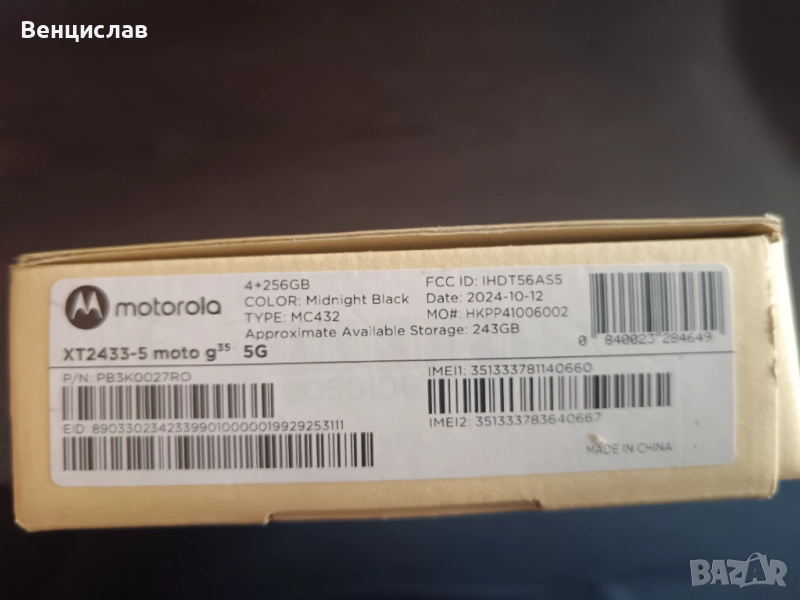 Венцислав
motorola
4+256GB
COLOR: Midnight Black
TYPE: MC432
Approximate Available Storage: 243GB
FCC ID: IHDT56AS5
Date: 2024-10-12
MO#: HKPP41006002
0 840023 284649
XT2433-5 moto g35 5G
P/N: PB3K0027RO
EID: 89033023423399010000019929253111
IMEI1: 351333781140660
IMEI2: 351333783640667
MADE IN CHINA
BAZAR